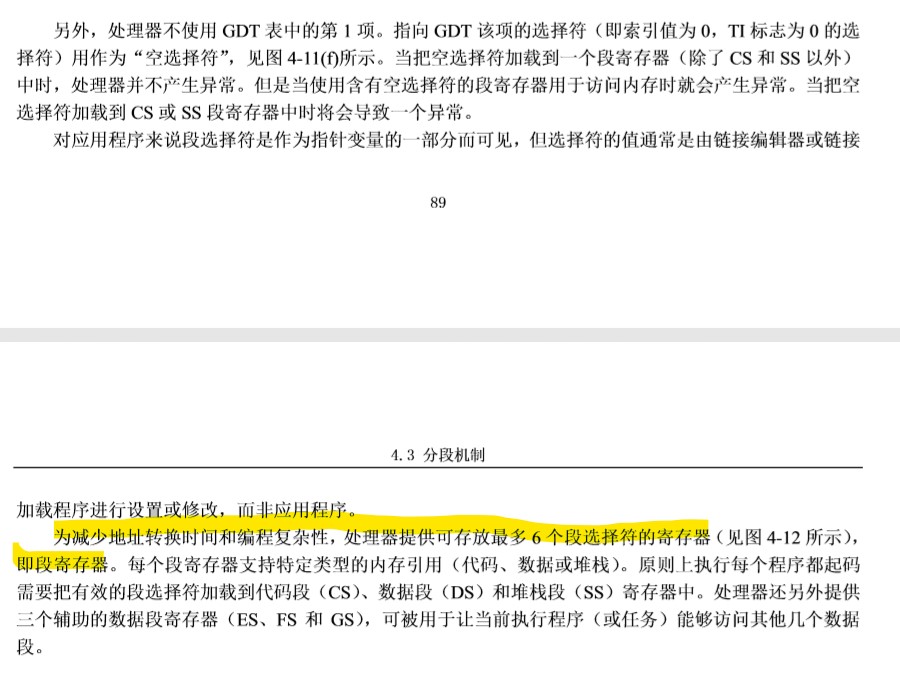 另外，处理器不使用 GDT 表中的第 1 项。指向 GDT 该项的选择符（即索引值为 0，TI 标志为 0 的选
择符）用作为“空选择符”，见图 4-11(f)所示。当把空选择符加载到一个段寄存器（除了 CS 和 SS 以外）
中时，处理器并不产生异常。但是当使用含有空选择符的段寄存器用于访问内存时就会产生异常。当把空
选择符加载到 CS 或 SS 段寄存器中时将会导致一个异常。
对应用程序来说段选择符是作为指针变量的一部分而可见，但选择符的值通常是由链接编辑器或链接
89
4.3 分段机制
加载程序进行设置或修改，而非应用程序。
为减少地址转换时间和编程复杂性，处理器提供可存放最多 6 个段选择符的寄存器（见图 4-12 所示），
即段寄存器。每个段寄存器支持特定类型的内存引用（代码、数据或堆栈）。原则上执行每个程序都起码
需要把有效的段选择符加载到代码段（CS）、数据段（DS）和堆栈段（SS）寄存器中。处理器还另外提供
三个辅助的数据段寄存器（ES、FS 和 GS），可被用于让当前执行程序（或任务）能够访问其他几个数据
段。